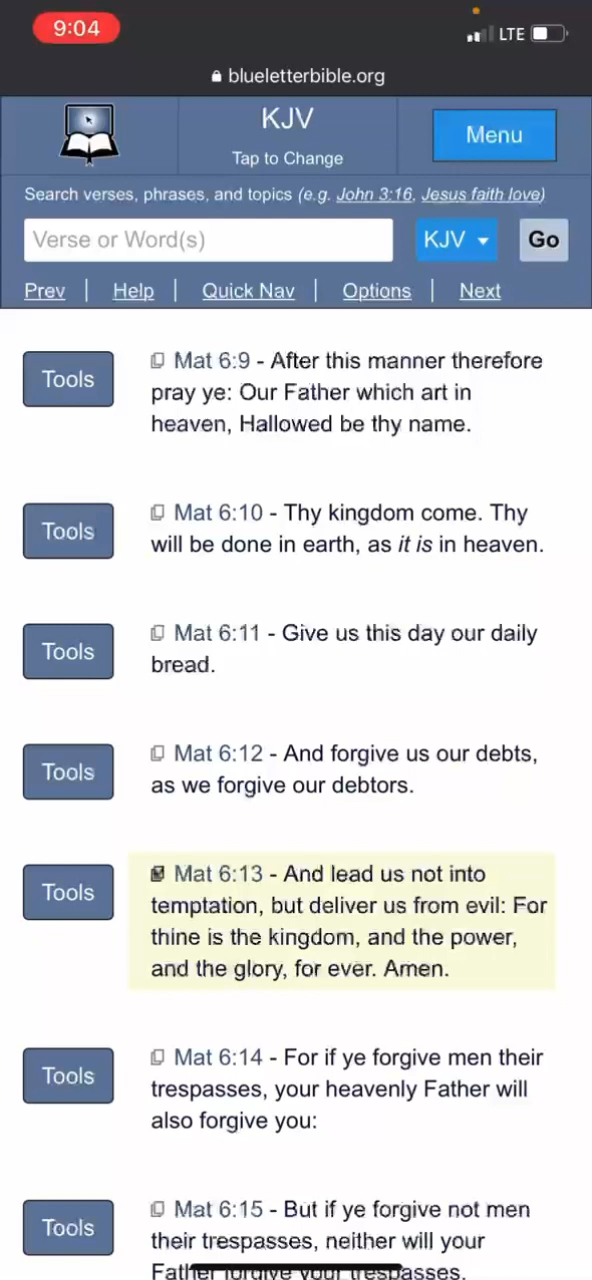 9:04
LTE
blueletterbible.org
KJV
Tap to Change
Menu
Search verses, phrases, and topics (e.g. John 3:16, Jesus faith love)
Verse or Word(s)
KJV
Go
Prev | Help | Quick Nav | Options | Next
Tools
Mat 6:9 - After this manner therefore
pray ye: Our Father which art in
heaven, Hallowed be thy name.
Tools
Mat 6:10 - Thy kingdom come. Thy
will be done in earth, as it is in heaven.
Tools
Mat 6:11 - Give us this day our daily
bread.
Tools
Mat 6:12 - And forgive us our debts,
as we forgive our debtors.
Tools
Mat 6:13 - And lead us not into
temptation, but deliver us from evil: For
thine is the kingdom, and the power,
and the glory, for ever. Amen.
Tools
Mat 6:14 - For if ye forgive men their
trespasses, your heavenly Father will
also forgive you:
Tools
Mat 6:15 - But if ye forgive not men
their trespasses, neither will your
Father forgive your trespasses.